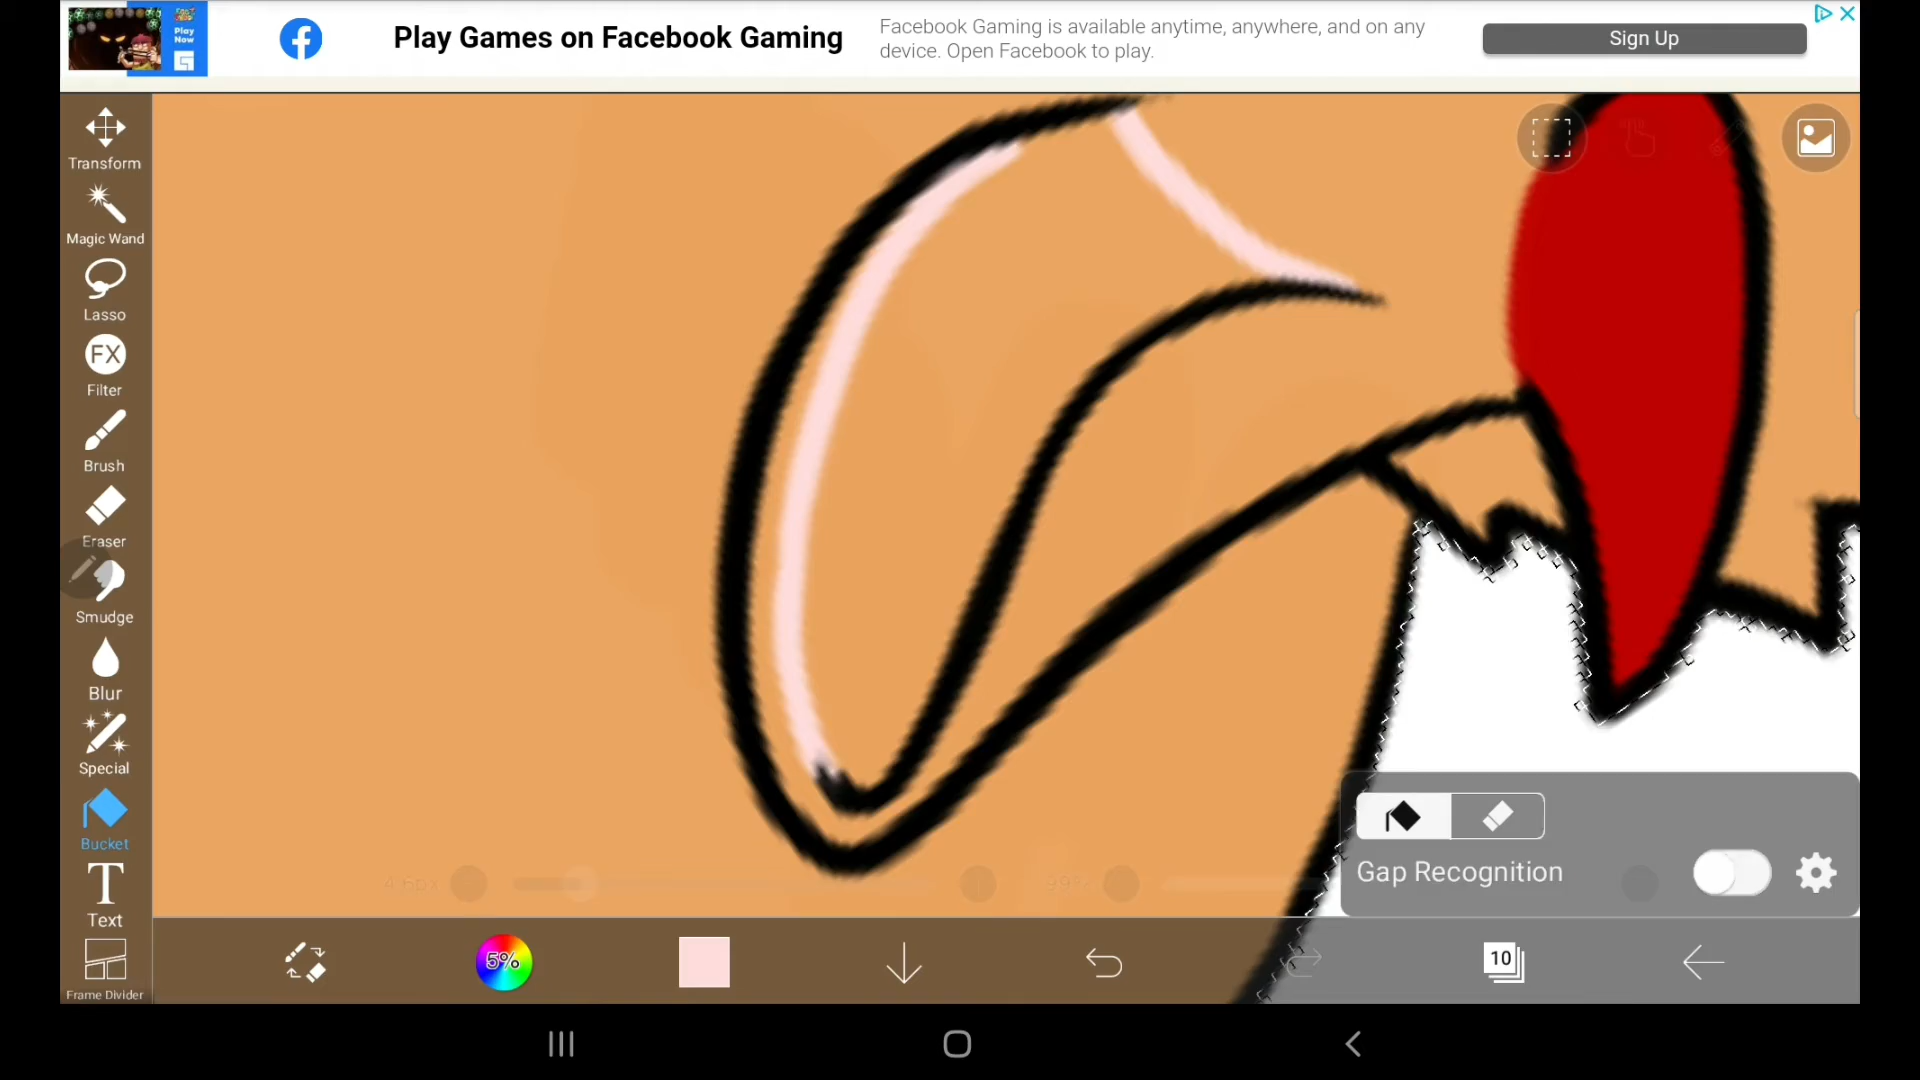 Play Games on Facebook Gaming
Facebook Gaming is available anytime, anywhere, and on any
device. Open Facebook to play.
Sign Up
Play
Now
Transform
Magic Wand
Lasso
FX
Filter
Brush
Eraser
Smudge
Blur
Special
Bucket
T
Text
Frame Divider
Gap Recognition
5%
10